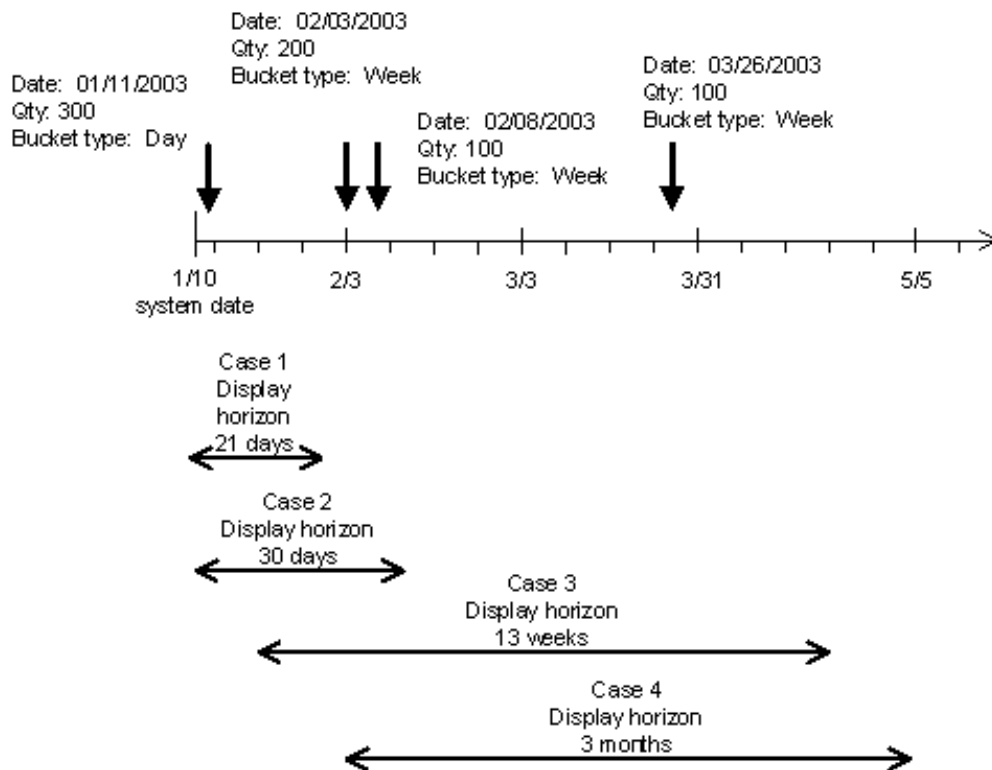 Date: 02/03/2003
Qty: 200
Bucket type: Week
Date: 01/11/2003
Qty: 300
Bucket type: Day
Date: 03/26/2003
Qty: 100
Bucket type: Week
Date: 02/08/2003
Qty: 100
Bucket type: Week
1/10
system date
2/3
3/3
3/31
5/5
Case 1
Display
horizon
21 days
Case 2
Display horizon
30 days
Case 3
Display horizon
13 weeks
Case 4
Display horizon
3 months